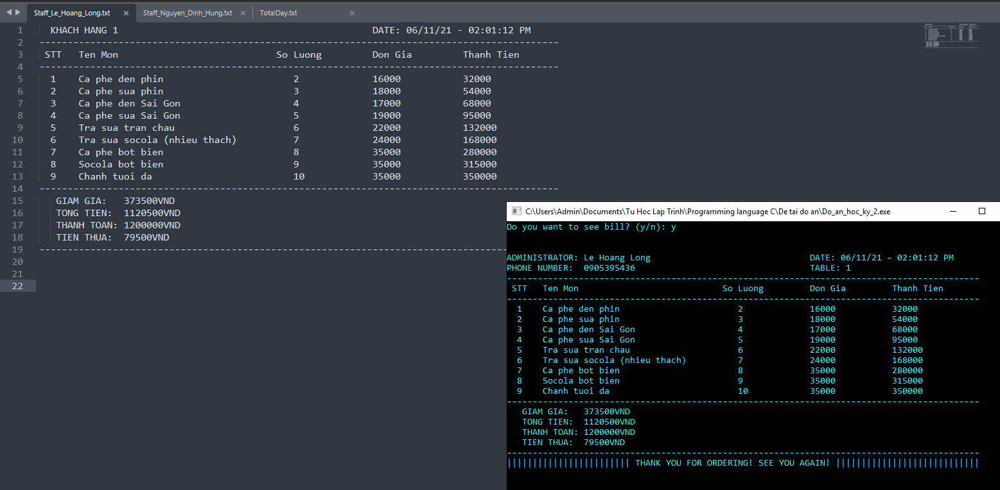 Staff_Le_Hoang_Long.txt × Staff_Nguyen_Dinh_Hung.txt × TotalDay.txt ×
1 KHACH HANG 1 DATE: 06/11/21 - 02:01:12 PM
2 --------------------------------------------------------------------------------------------
3 STT Ten Mon So Luong Don Gia Thanh Tien
4 --------------------------------------------------------------------------------------------
5 1 Ca phe den phin 2 16000 32000
6 2 Ca phe sua phin 3 18000 54000
7 3 Ca phe den Sai Gon 4 17000 68000
8 4 Ca phe sua Sai Gon 5 19000 95000
9 5 Tra sua tran chau 6 22000 132000
10 6 Tra sua socola (nhieu thach) 7 24000 168000
11 7 Ca phe bot bien 8 35000 280000
12 8 Socola bot bien 9 35000 315000
13 9 Chanh tuoi da 10 35000 350000
14 --------------------------------------------------------------------------------------------
15 GIAM GIA: 373500VND
16 TONG TIEN: 1120500VND
17 THANH TOAN: 1200000VND
18 TIEN THUA: 79500VND
19 -----------------------------------------------------------------------------------
20
21
22
C:\Users\Admin\Documents\Tu Hoc Lap Trinh\Programming language C\De tai do an\Do_an_hoc_ky_2.exe
Do you want to see bill? (y/n): y
ADMINISTRATOR: Le Hoang Long DATE: 06/11/21 - 02:01:12 PM
PHONE NUMBER: 0905395436 TABLE: 1
--------------------------------------------------------------------------------------------
STT Ten Mon So Luong Don Gia Thanh Tien
--------------------------------------------------------------------------------------------
1 Ca phe den phin 2 16000 32000
2 Ca phe sua phin 3 18000 54000
3 Ca phe den Sai Gon 4 17000 68000
4 Ca phe sua Sai Gon 5 19000 95000
5 Tra sua tran chau 6 22000 132000
6 Tra sua socola (nhieu thach) 7 24000 168000
7 Ca phe bot bien 8 35000 280000
8 Socola bot bien 9 35000 315000
9 Chanh tuoi da 10 35000 350000
--------------------------------------------------------------------------------------------
GIAM GIA: 373500VND
TONG TIEN: 1120500VND
THANH TOAN: 1200000VND
TIEN THUA: 79500VND
--------------------------------------------------------------------------------------------
|||||||||||||||||||||||| THANK YOU FOR ORDERING! SEE YOU AGAIN! ||||||||||||||||||||||||||||